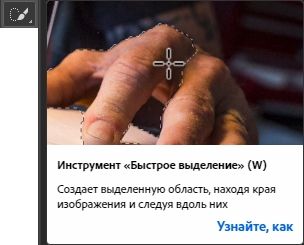 Инструмент «Быстрое выделение» (W)
Создает выделенную область, находя края
изображения и следуя вдоль них
Узнайте, как